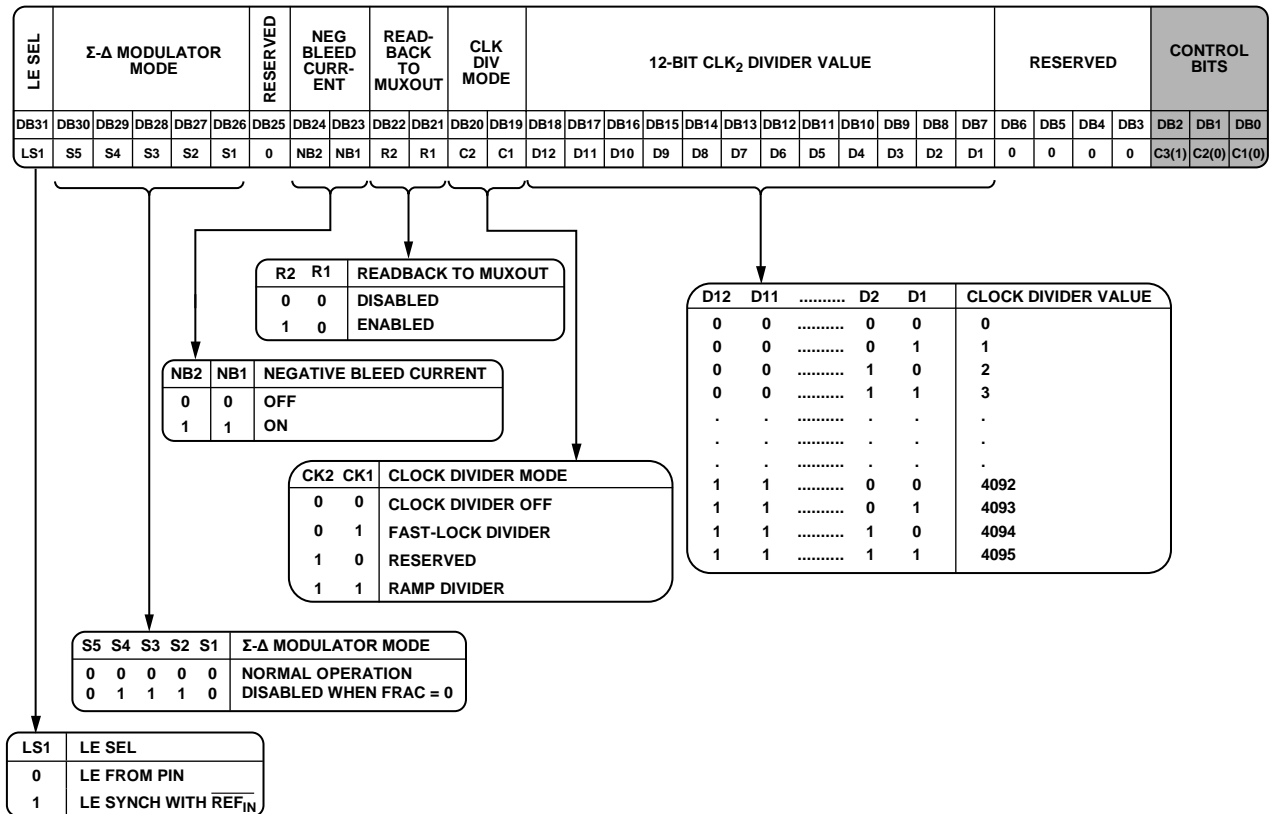 LE SEL
Σ-Δ MODULATOR
MODE
RESERVED
NEG
BLEED
CURR-
ENT
READ-
BACK
TO
MUXOUT
CLK
DIV
MODE
12-BIT CLK₂ DIVIDER VALUE
RESERVED
CONTROL
BITS
DB31 DB30 DB29 DB28 DB27 DB26 DB25 DB24 DB23 DB22 DB21 DB20 DB19 DB18 DB17 DB16 DB15 DB14 DB13 DB12 DB11 DB10 DB9 DB8 DB7 DB6 DB5 DB4 DB3 DB2 DB1 DB0
LS1 S5 S4 S3 S2 S1 0 NB2 NB1 R2 R1 C2 C1 D12 D11 D10 D9 D8 D7 D6 D5 D4 D3 D2 D1 0 0 0 0 C3(1) C2(0) C1(0)
R2 R1 READBACK TO MUXOUT
0 0 DISABLED
1 0 ENABLED
NB2 NB1 NEGATIVE BLEED CURRENT
0 0 OFF
1 1 ON
D12 D11 .......... D2 D1 CLOCK DIVIDER VALUE
0 0 .......... 0 0 0
0 0 .......... 0 1 1
0 0 .......... 1 0 2
0 0 .......... 1 1 3
. . .......... . . .
. . .......... . . .
. . .......... . . .
1 1 .......... 0 0 4092
1 1 .......... 0 1 4093
1 1 .......... 1 0 4094
1 1 .......... 1 1 4095
CK2 CK1 CLOCK DIVIDER MODE
0 0 CLOCK DIVIDER OFF
0 1 FAST-LOCK DIVIDER
1 0 RESERVED
1 1 RAMP DIVIDER
S5 S4 S3 S2 S1 Σ-Δ MODULATOR MODE
0 0 0 0 0 NORMAL OPERATION
0 1 1 1 0 DISABLED WHEN FRAC = 0
LS1 LE SEL
0 LE FROM PIN
1 LE SYNCH WITH R̅E̅F̅I̅N̅